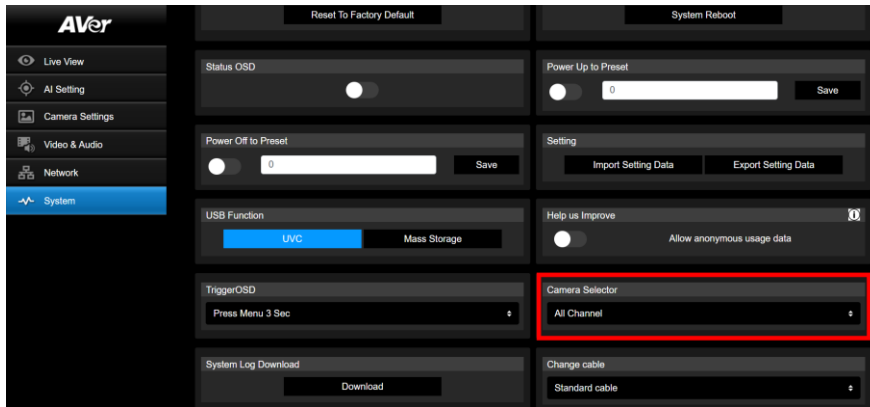 AVer
Live View
AI Setting
Camera Settings
Video & Audio
Network
System
Reset To Factory Default
System Reboot
Status OSD
Power Up to Preset
0
Save
Power Off to Preset
0
Save
Setting
Import Setting Data
Export Setting Data
USB Function
UVC
Mass Storage
Help us Improve
Allow anonymous usage data
TriggerOSD
Press Menu 3 Sec
Camera Selector
All Channel
System Log Download
Download
Change cable
Standard cable